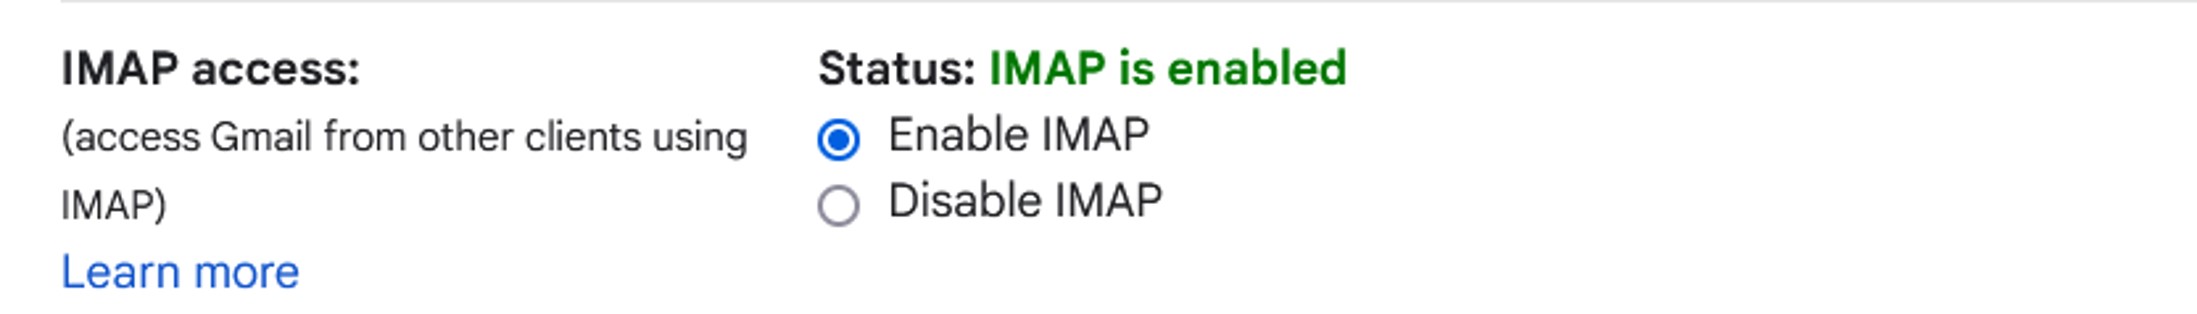 IMAP access:
(access Gmail from other clients using
IMAP)
Learn more
Status: IMAP is enabled
Enable IMAP
Disable IMAP